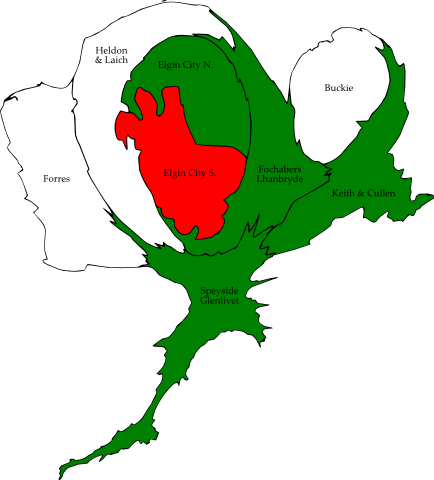 Heldon
& Laich
Elgin City N.
Buckie
Forres
Elgin City S.
Fochabers
Lhanbryde
Keith & Cullen
Speyside
Glenlivet